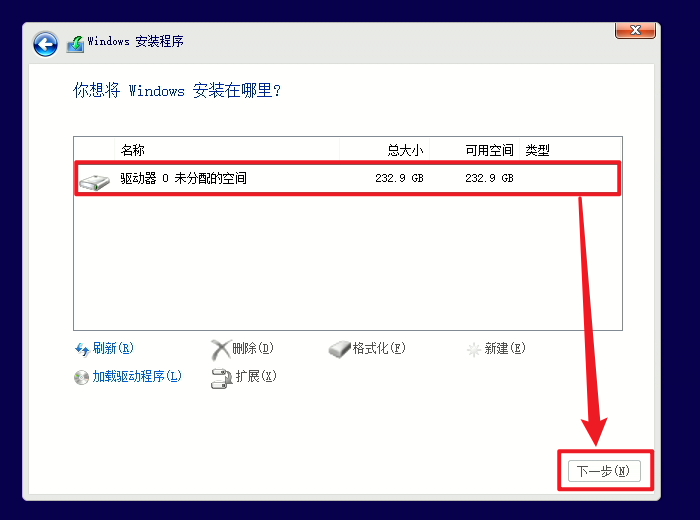 Windows 安装程序
你想将 Windows 安装在哪里?
名称 总大小 可用空间 类型
驱动器 0 未分配的空间 232.9 GB 232.9 GB
刷新(R) 删除(D) 格式化(F) 新建(E)
加载驱动程序(L) 扩展(X)
下一步(N)